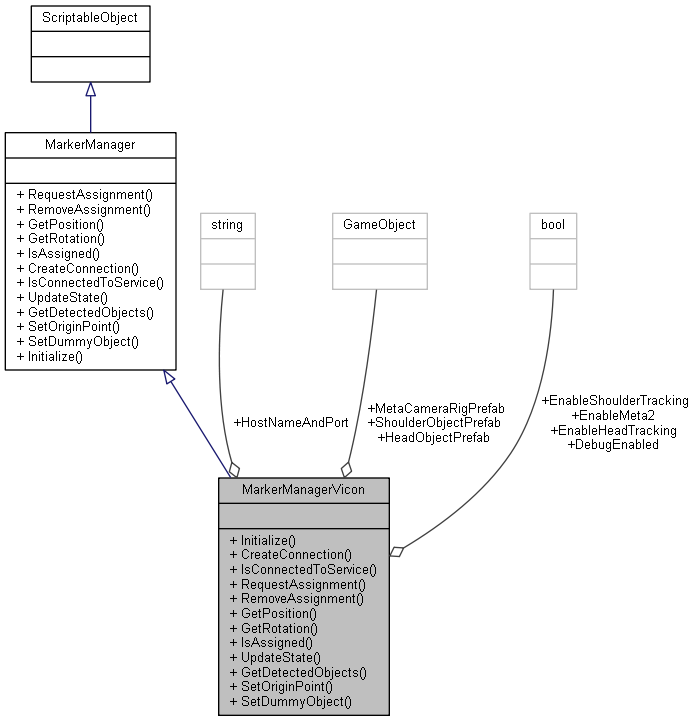 ScriptableObject
MarkerManager
+ RequestAssignment()
+ RemoveAssignment()
+ GetPosition()
+ GetRotation()
+ IsAssigned()
+ CreateConnection()
+ IsConnectedToService()
+ UpdateState()
+ GetDetectedObjects()
+ SetOriginPoint()
+ SetDummyObject()
+ Initialize()
string
GameObject
bool
+HostNameAndPort
+MetaCameraRigPrefab
+ShoulderObjectPrefab
+HeadObjectPrefab
+EnableShoulderTracking
+EnableMeta2
+EnableHeadTracking
+DebugEnabled
MarkerManagerVicon
+ Initialize()
+ CreateConnection()
+ IsConnectedToService()
+ RequestAssignment()
+ RemoveAssignment()
+ GetPosition()
+ GetRotation()
+ IsAssigned()
+ UpdateState()
+ GetDetectedObjects()
+ SetOriginPoint()
+ SetDummyObject()